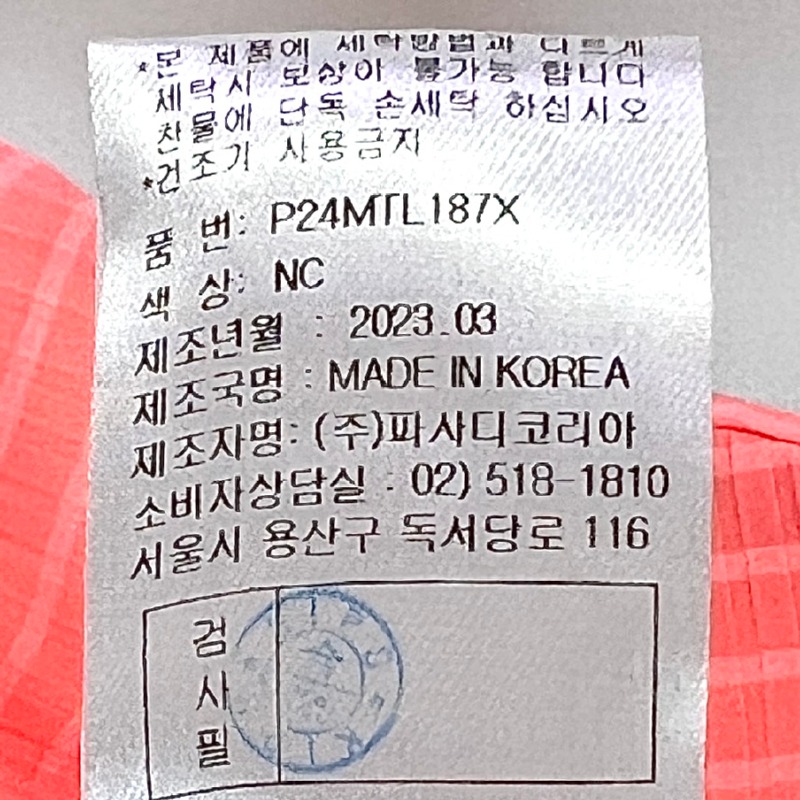 *본 제품에 세탁방법과 다르게
세탁시 보상이 불가능 합니다
찬물에 단독 손세탁 하십시오
*건조기 사용금지
품 번: P24MTL187X
색 상: NC
제조년월 : 2023.03
제조국명 : MADE IN KOREA
제조자명: (주)파사디코리아
소비자상담실 : 02) 518-1810
서울시 용산구 독서당로 116
검
사
필